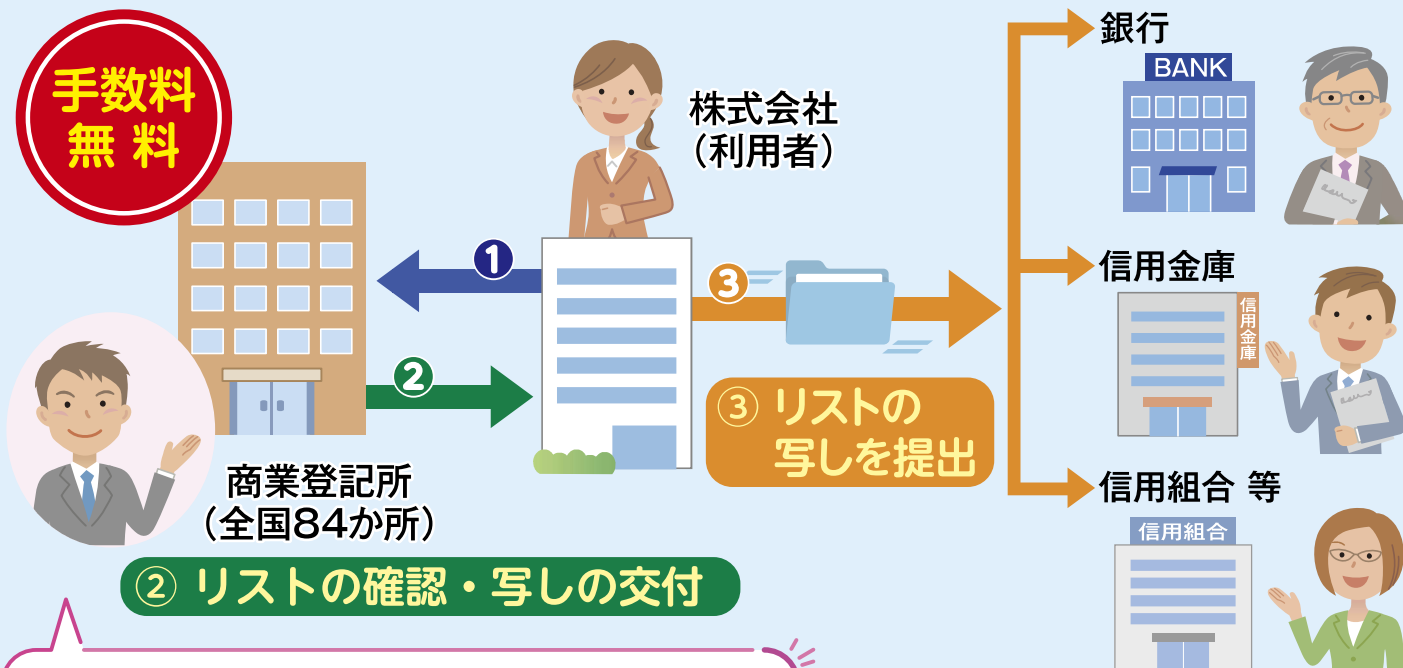 手数料
無 料
株式会社
（利用者）
銀行
BANK
①
②
③
信用金庫
信用金庫
③ リストの
写しを提出
商業登記所
（全国84か所）
信用組合 等
信用組合
② リストの確認・写しの交付